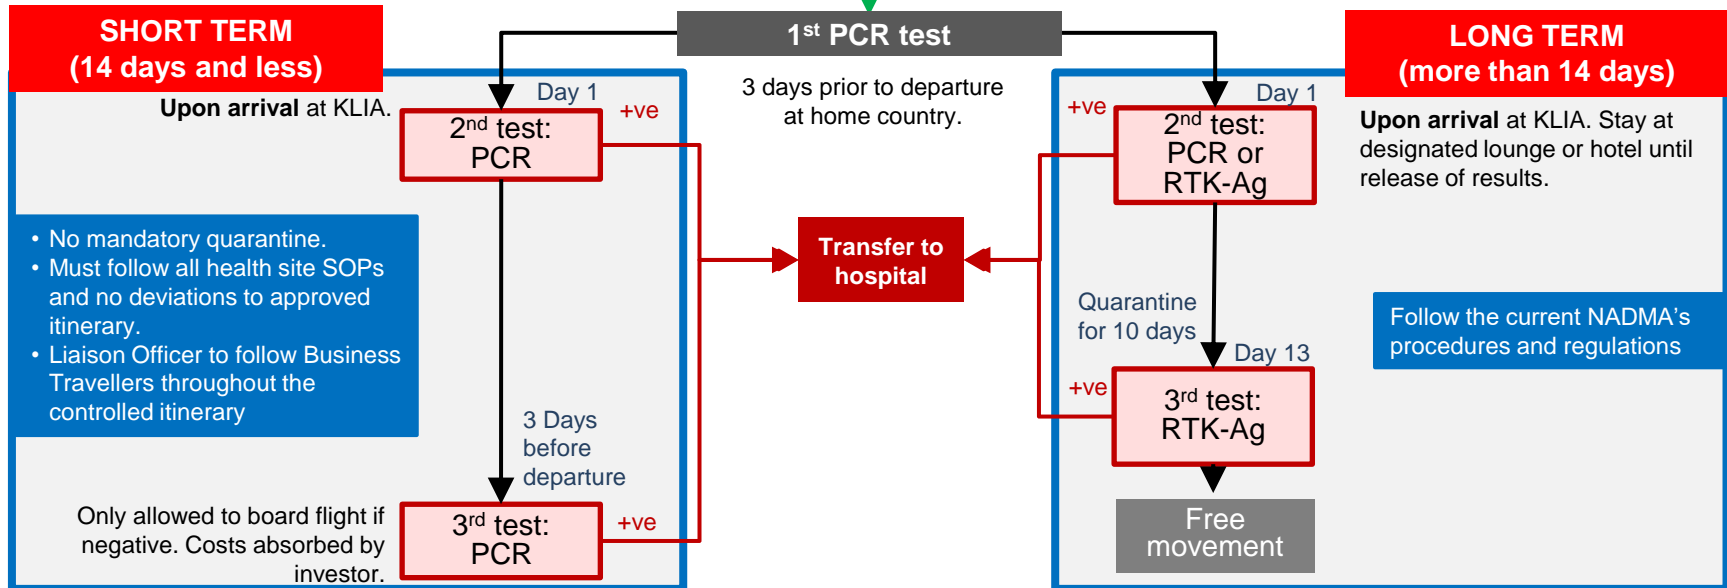 SHORT TERM
(14 days and less)
1st PCR test
LONG TERM
(more than 14 days)
3 days prior to departure
at home country.
Upon arrival at KLIA.
Day 1
+ve
2nd test:
PCR
• No mandatory quarantine.
• Must follow all health site SOPs
and no deviations to approved
itinerary.
• Liaison Officer to follow Business
Travellers throughout the
controlled itinerary
3 Days
before
departure
Only allowed to board flight if
negative. Costs absorbed by
investor.
3rd test:
PCR
+ve
Transfer to
hospital
+ve
Day 1
2nd test:
PCR or
RTK-Ag
Upon arrival at KLIA. Stay at
designated lounge or hotel until
release of results.
Quarantine
for 10 days
Day 13
Follow the current NADMA's
procedures and regulations
+ve
3rd test:
RTK-Ag
Free
movement